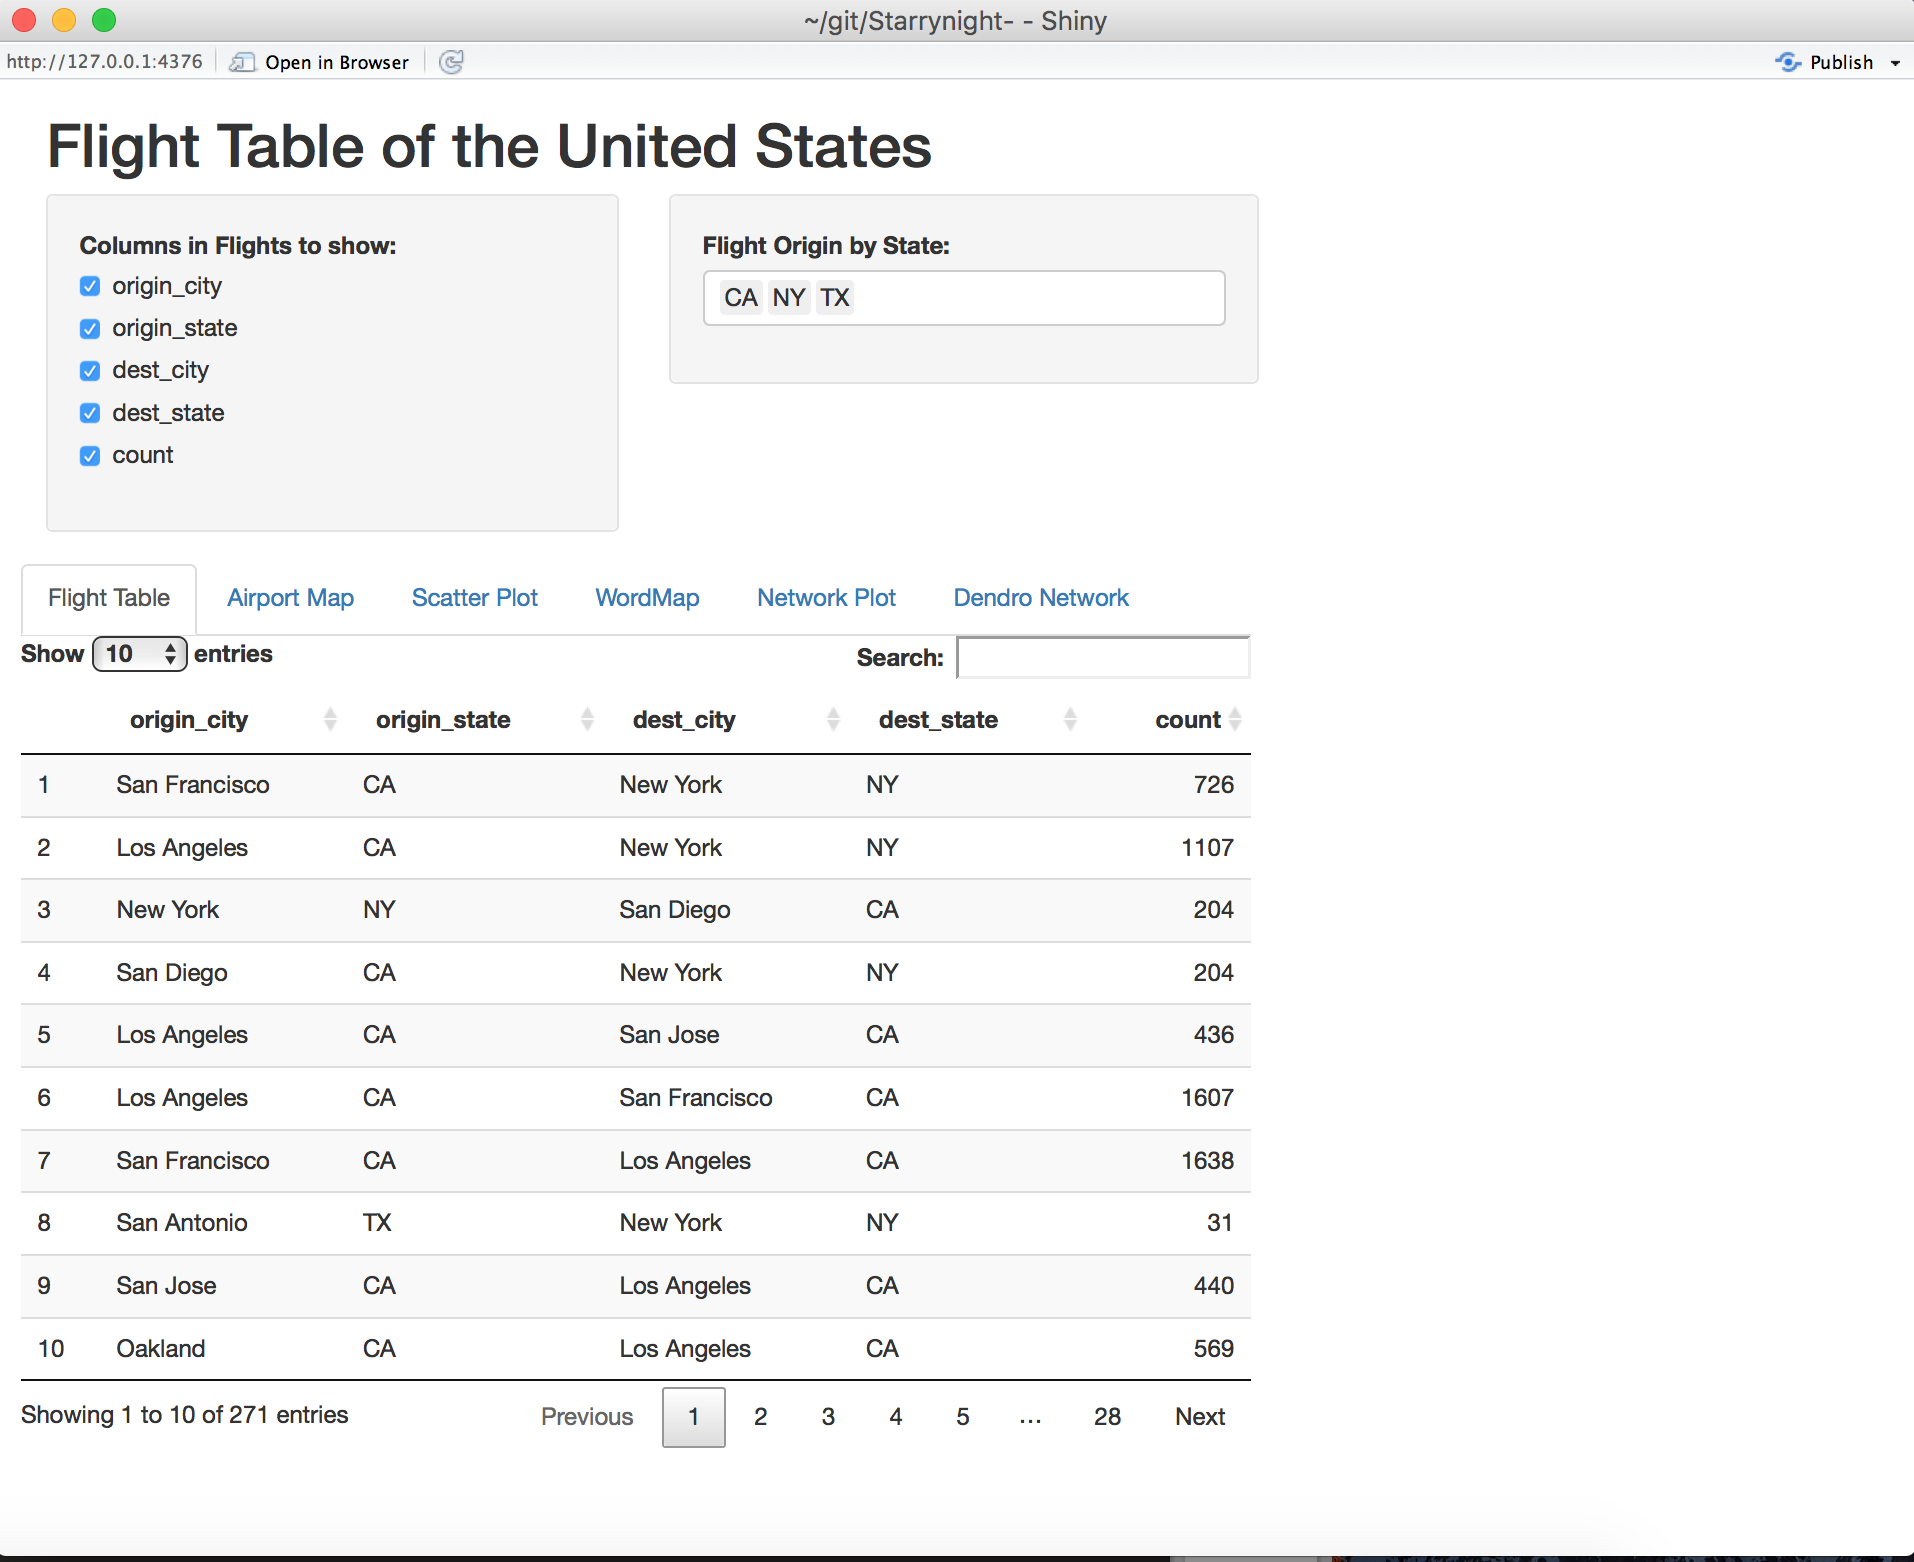 ~/git/Starrynight- - Shiny
http://127.0.0.1:4376 Open in Browser Publish
Flight Table of the United States
Columns in Flights to show:
origin_city
origin_state
dest_city
dest_state
count
Flight Origin by State:
CA NY TX
Flight Table Airport Map Scatter Plot WordMap Network Plot Dendro Network
Show 10 entries Search:
origin_city origin_state dest_city dest_state count
1 San Francisco CA New York NY 726
2 Los Angeles CA New York NY 1107
3 New York NY San Diego CA 204
4 San Diego CA New York NY 204
5 Los Angeles CA San Jose CA 436
6 Los Angeles CA San Francisco CA 1607
7 San Francisco CA Los Angeles CA 1638
8 San Antonio TX New York NY 31
9 San Jose CA Los Angeles CA 440
10 Oakland CA Los Angeles CA 569
Showing 1 to 10 of 271 entries Previous 1 2 3 4 5 … 28 Next